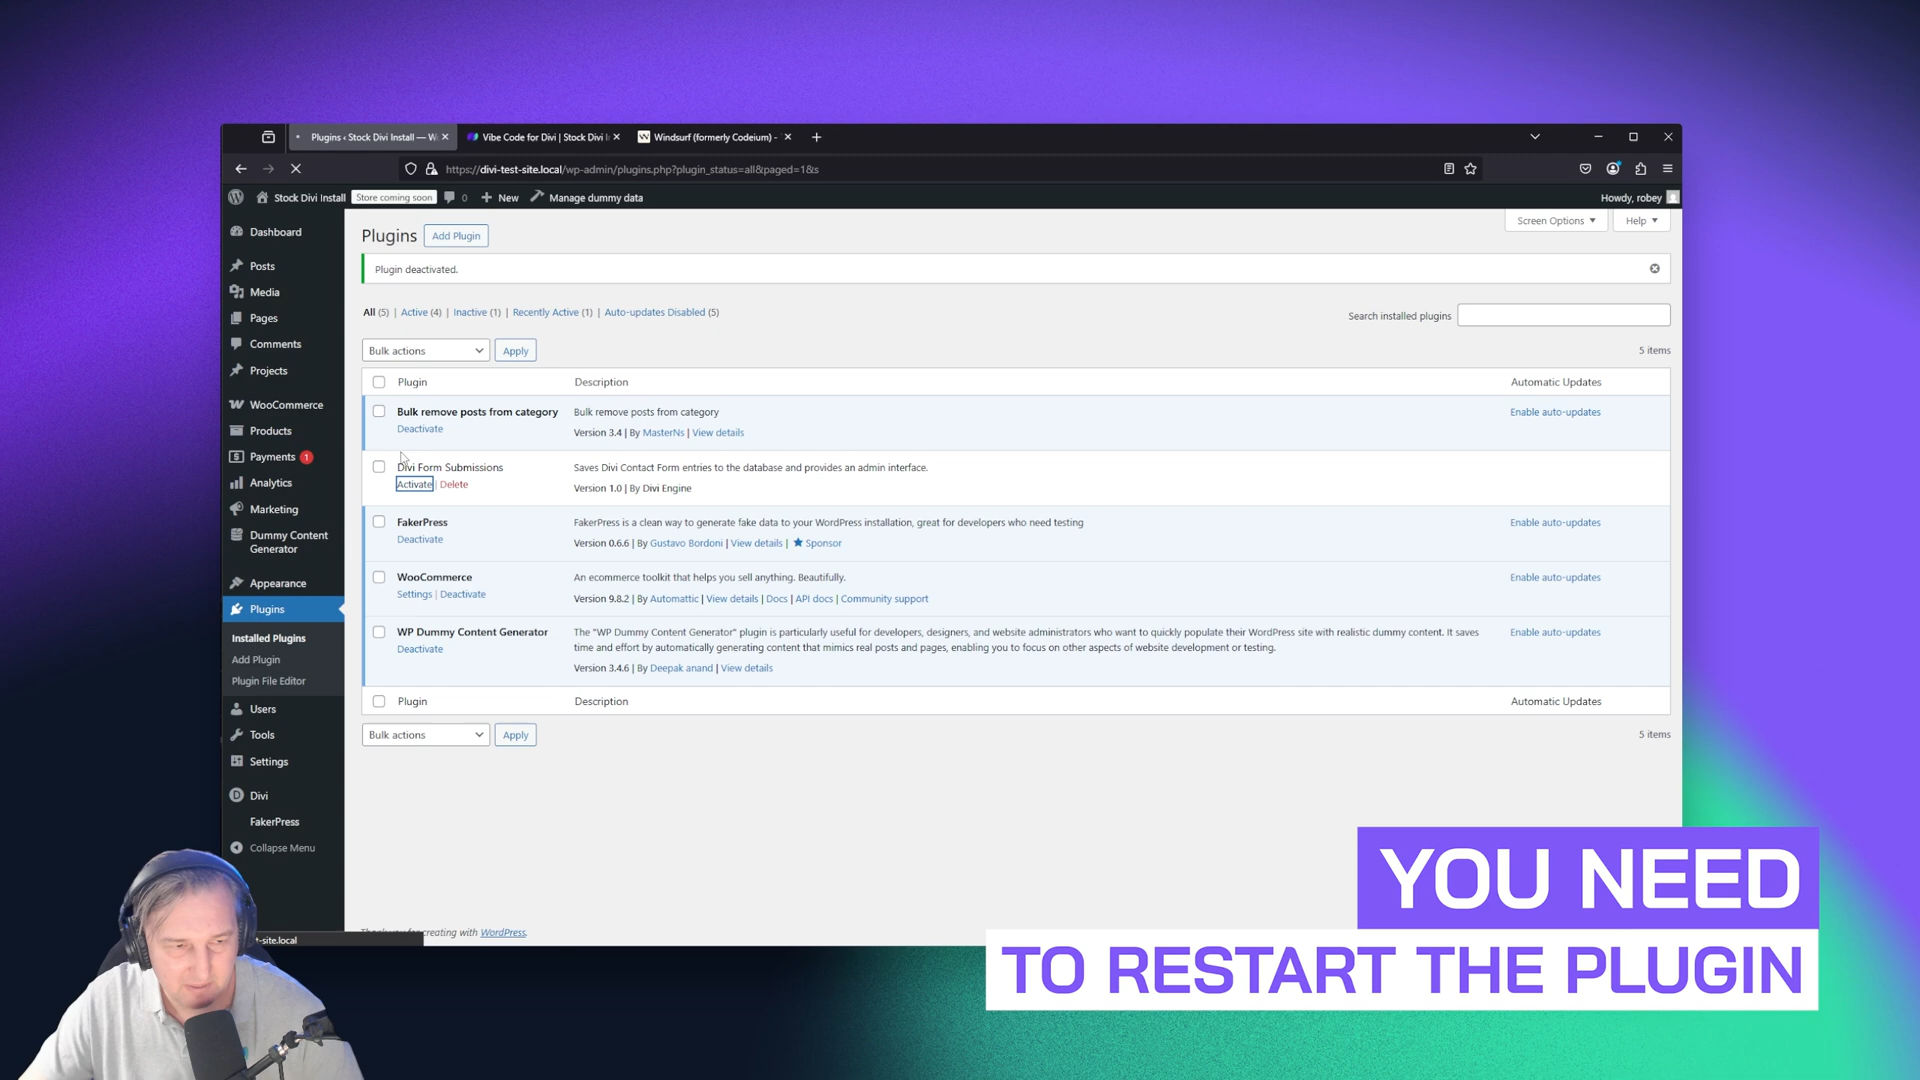 Plugins ‹ Stock Divi Install — W
Vibe Code for Divi | Stock Divi I
Windsurf (formerly Codeium) -
https://divi-test-site.local/wp-admin/plugins.php?plugin_status=all&paged=1&s
Stock Divi Install
Store coming soon
0
New
Manage dummy data
Howdy, robey
Dashboard
Posts
Media
Pages
Comments
Projects
WooCommerce
Products
Payments 1
Analytics
Marketing
Dummy Content
Generator
Appearance
Plugins
Installed Plugins
Add Plugin
Plugin File Editor
Users
Tools
Settings
Divi
FakerPress
Collapse Menu
Screen Options
Help
Plugins
Add Plugin
Plugin deactivated.
All (5) | Active (4) | Inactive (1) | Recently Active (1) | Auto-updates Disabled (5)
Search installed plugins
Bulk actions
Apply
5 items
Plugin
Description
Automatic Updates
Bulk remove posts from category
Deactivate
Bulk remove posts from category
Version 3.4 | By MasterNs | View details
Enable auto-updates
Divi Form Submissions
Activate | Delete
Saves Divi Contact Form entries to the database and provides an admin interface.
Version 1.0 | By Divi Engine
FakerPress
Deactivate
FakerPress is a clean way to generate fake data to your WordPress installation, great for developers who need testing
Version 0.6.6 | By Gustavo Bordoni | View details | Sponsor
Enable auto-updates
WooCommerce
Settings | Deactivate
An ecommerce toolkit that helps you sell anything. Beautifully.
Version 9.8.2 | By Automattic | View details | Docs | API docs | Community support
Enable auto-updates
WP Dummy Content Generator
Deactivate
The "WP Dummy Content Generator" plugin is particularly useful for developers, designers, and website administrators who want to quickly populate their WordPress site with realistic dummy content. It saves
time and effort by automatically generating content that mimics real posts and pages, enabling you to focus on other aspects of website development or testing.
Version 3.4.6 | By Deepak anand | View details
Enable auto-updates
Plugin
Description
Automatic Updates
Bulk actions
Apply
5 items
creating with WordPress.
t-site.local
YOU NEED
TO RESTART THE PLUGIN